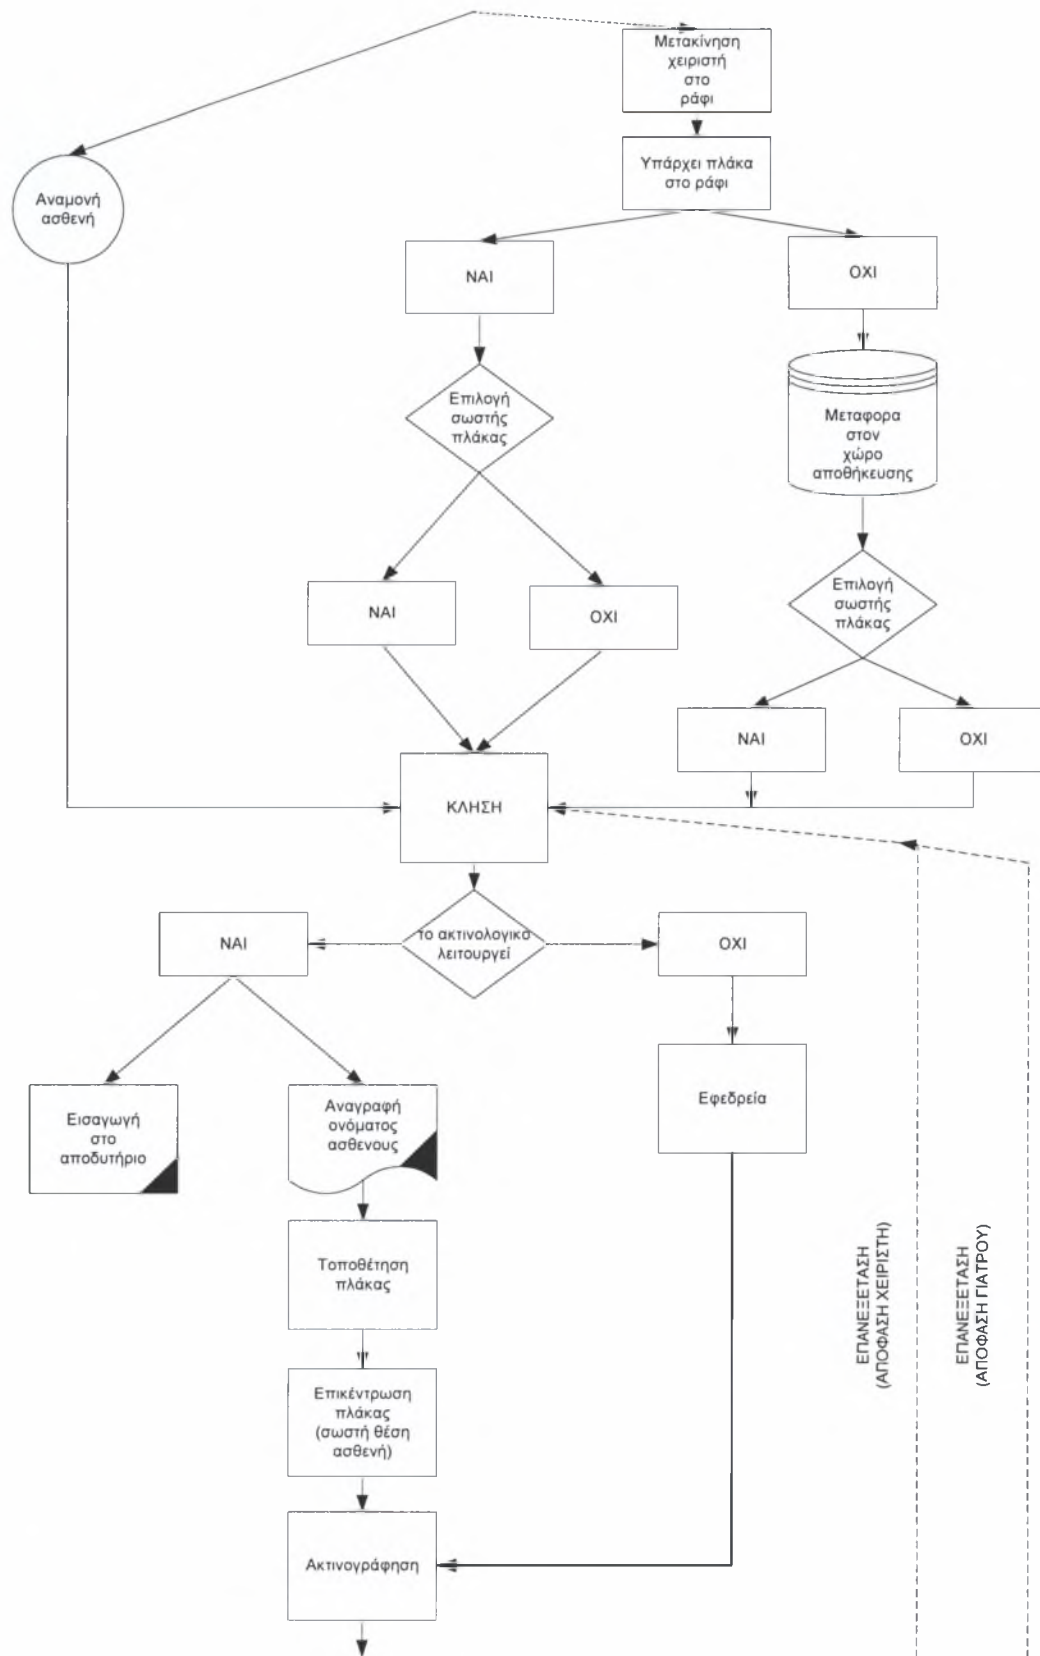 Μετακίνηση
χειριστή
στο
ράφι
Υπάρχει πλάκα
στο ράφι
Αναμονή
ασθενή
ΝΑΙ
ΟΧΙ
Επιλογή
σωστής
πλάκας
Μεταφορα
στον
χώρο
αποθήκευσης
Επιλογή
σωστής
πλάκας
ΝΑΙ
ΟΧΙ
ΝΑΙ
ΟΧΙ
ΚΛΗΣΗ
ΝΑΙ
το ακτινολογικο
λειτουργεί
ΟΧΙ
Εισαγωγή
στο
αποδυτήριο
Αναγραφή
ονόματος
ασθενους
Εφεδρεία
Τοποθέτηση
πλάκας
ΕΠΑΝΕΞΕΤΑΣΗ
(ΑΠΟΦΑΣΗ ΧΕΙΡΙΣΤΗ)
ΕΠΑΝΕΞΕΤΑΣΗ
(ΑΠΟΦΑΣΗ ΓΙΑΤΡΟΥ)
Επικέντρωση
πλάκας
(σωστή θέση
ασθενή)
Ακτινογράφηση